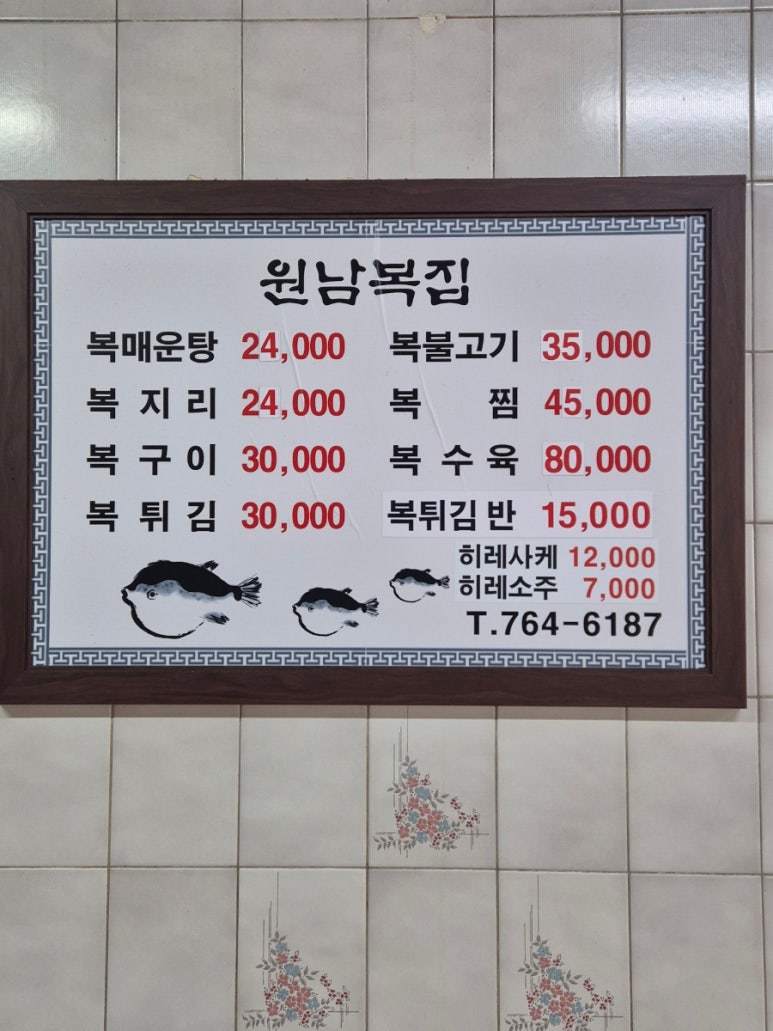 원남복집
복매운탕 24,000 복불고기 35,000
복 지 리 24,000 복 찜 45,000
복 구 이 30,000 복 수 육 80,000
복 튀 김 30,000 복튀김 반 15,000
히레사케 12,000
히레소주 7,000
T.764-6187